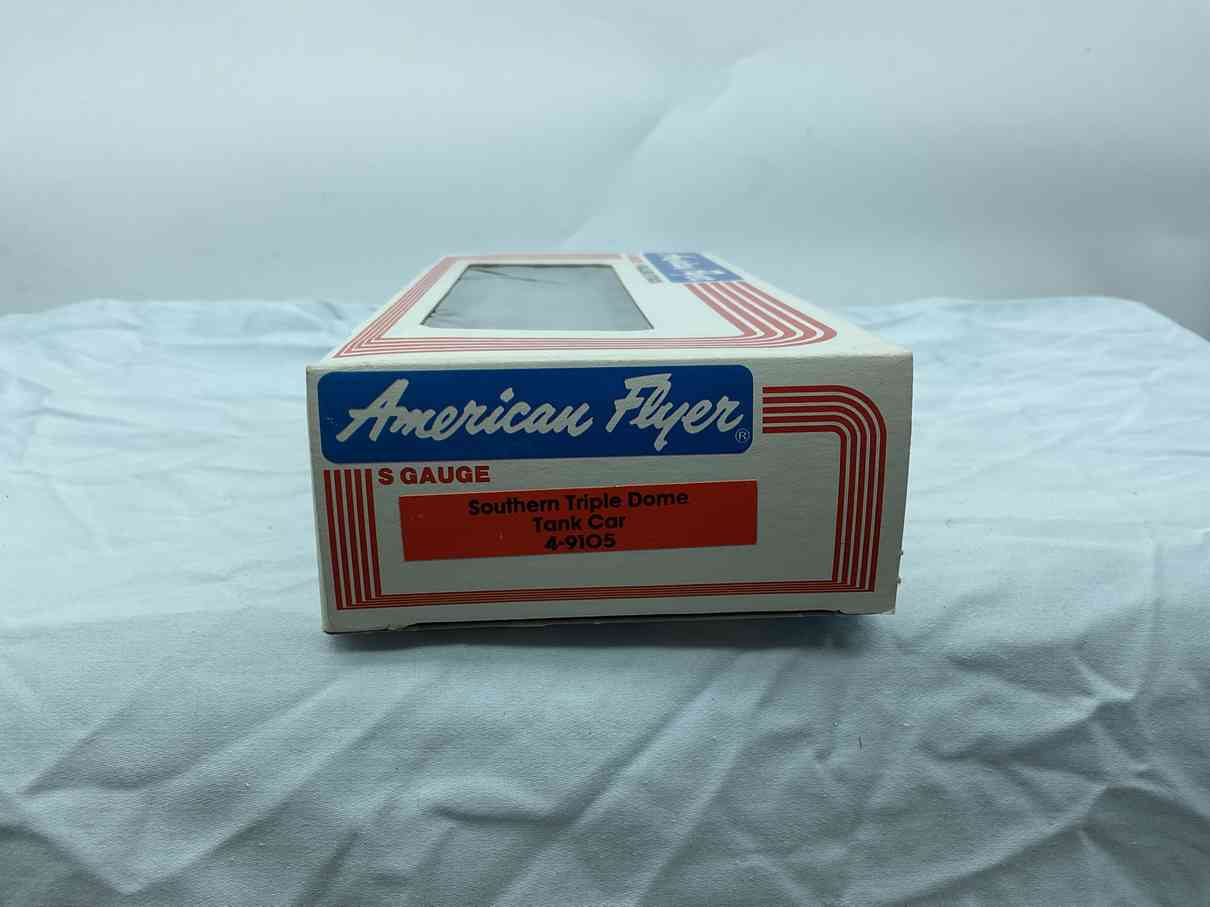 American Flyer®
S GAUGE
Southern Triple Dome
Tank Car
4-9105